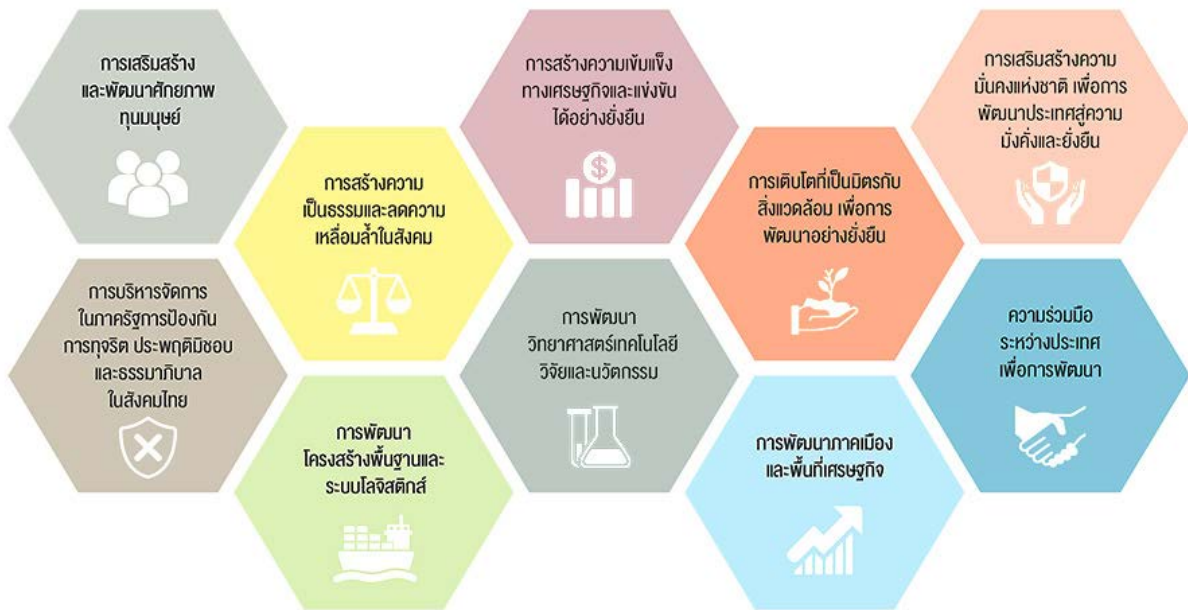 การเสริมสร้าง
และพัฒนาศักยภาพ
ทุนมนุษย์
การสร้างความ
เป็นธรรมและลดความ
เหลื่อมล้ำในสังคม
การสร้างความเข้มแข็ง
ทางเศรษฐกิจและแข่งขัน
ได้อย่างยั่งยืน
การเติบโตที่เป็นมิตรกับ
สิ่งแวดล้อม เพื่อการ
พัฒนาอย่างยั่งยืน
การเสริมสร้างความ
มั่นคงแห่งชาติ เพื่อการ
พัฒนาประเทศสู่ความ
มั่งคั่งและยั่งยืน
การบริหารจัดการ
ในภาครัฐการป้องกัน
การทุจริต ประพฤติมิชอบ
และธรรมาภิบาล
ในสังคมไทย
การพัฒนา
โครงสร้างพื้นฐานและ
ระบบโลจิสติกส์
การพัฒนา
วิทยาศาสตร์เทคโนโลยี
วิจัยและนวัตกรรม
การพัฒนาภาคเมือง
และพื้นที่เศรษฐกิจ
ความร่วมมือ
ระหว่างประเทศ
เพื่อการพัฒนา
$